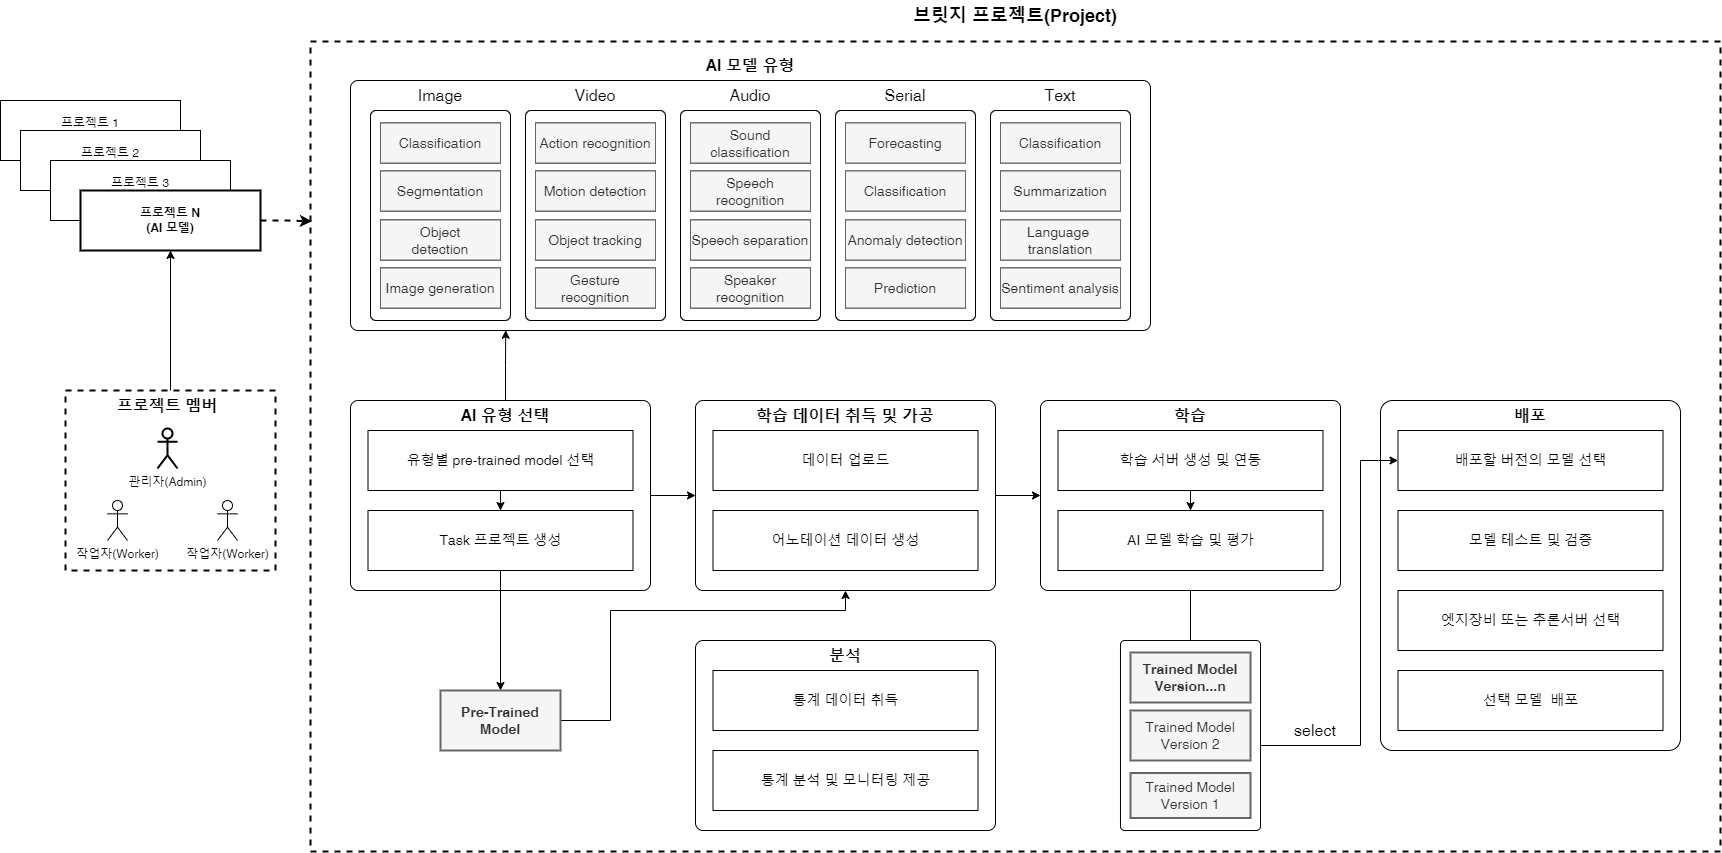 브릿지 프로젝트(Project)
프로젝트 1
프로젝트 2
프로젝트 3
프로젝트 N
(AI 모델)
프로젝트 멤버
관리자(Admin)
작업자(Worker)
작업자(Worker)
AI 모델 유형
Image
Classification
Segmentation
Object
detection
Image generation
Video
Action recognition
Motion detection
Object tracking
Gesture
recognition
Audio
Sound
classification
Speech
recognition
Speech separation
Speaker
recognition
Serial
Forecasting
Classification
Anomaly detection
Prediction
Text
Classification
Summarization
Language
translation
Sentiment analysis
AI 유형 선택
유형별 pre-trained model 선택
Task 프로젝트 생성
Pre-Trained
Model
학습 데이터 취득 및 가공
데이터 업로드
어노테이션 데이터 생성
분석
통계 데이터 취득
통계 분석 및 모니터링 제공
학습
학습 서버 생성 및 연동
AI 모델 학습 및 평가
Trained Model
Version...n
Trained Model
Version 2
Trained Model
Version 1
select
배포
배포할 버전의 모델 선택
모델 테스트 및 검증
엣지장비 또는 추론서버 선택
선택 모델  배포